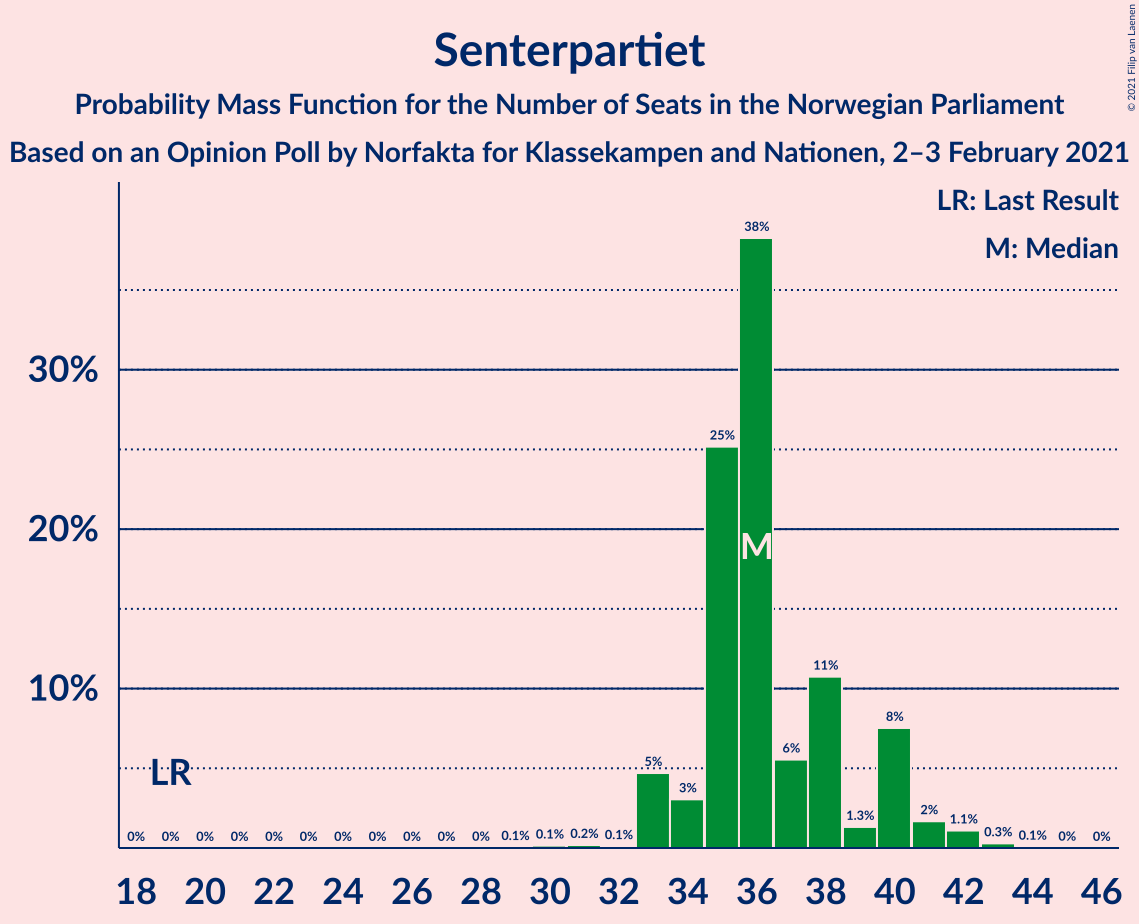 Senterpartiet
Probability Mass Function for the Number of Seats in the Norwegian Parliament
Based on an Opinion Poll by Norfakta for Klassekampen and Nationen, 2–3 February 2021
© 2021 Filip van Laenen
LR: Last Result
M: Median
38%
30%
25%
20%
M
11%
10%
8%
6%
LR
5%
3%
0% 0% 0% 0% 0% 0% 0% 0% 0% 0% 0% 0.1% 0.1% 0.2% 0.1% 1.3% 2% 1.1% 0.3% 0.1% 0% 0%
18 20 22 24 26 28 30 32 34 36 38 40 42 44 46